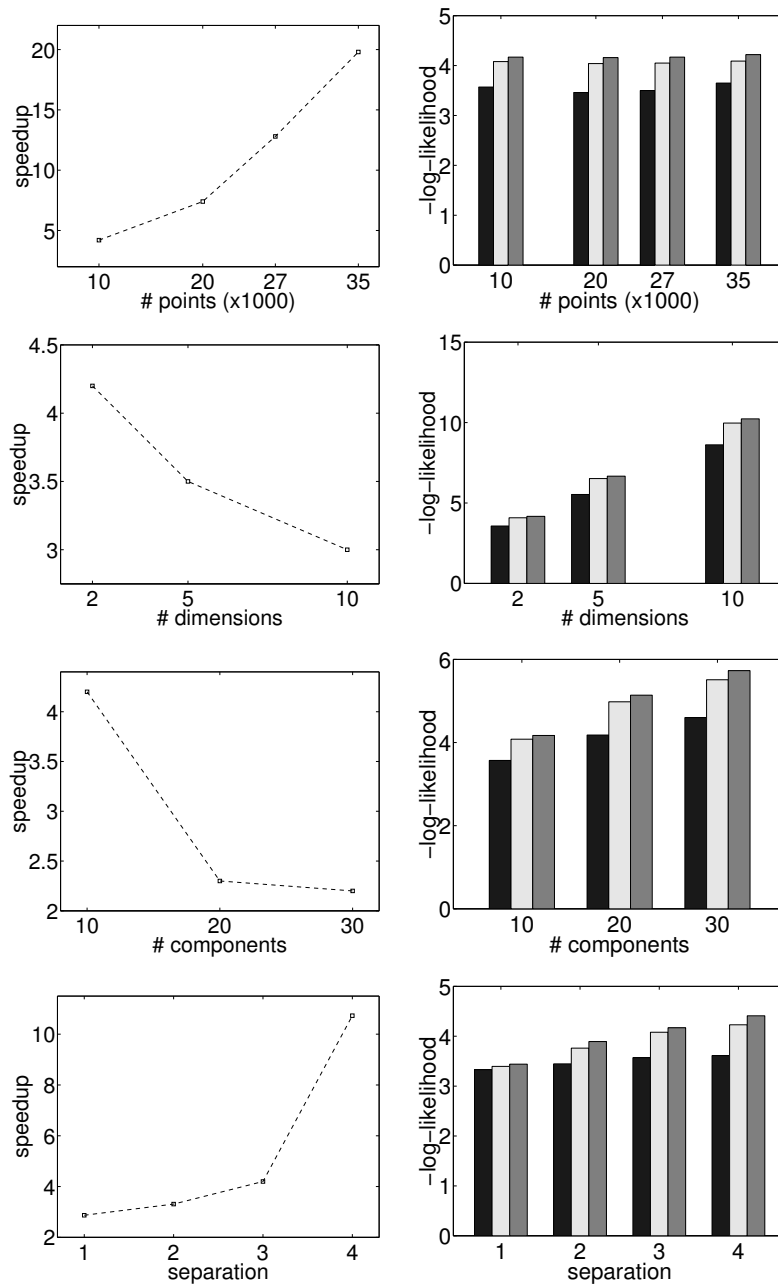 20
15
10
5
speedup
10 20 27 35
# points (x1000)
5
4
3
2
1
0
−log−likelihood
10 20 27 35
# points (x1000)
4.5
4
3.5
3
speedup
2 5 10
# dimensions
15
10
5
0
−log−likelihood
2 5 10
# dimensions
4
3.5
3
2.5
2
speedup
10 20 30
# components
6
4
2
0
−log−likelihood
10 20 30
# components
10
8
6
4
2
speedup
1 2 3 4
separation
5
4
3
2
1
0
−log−likelihood
1 2 3 4
separation